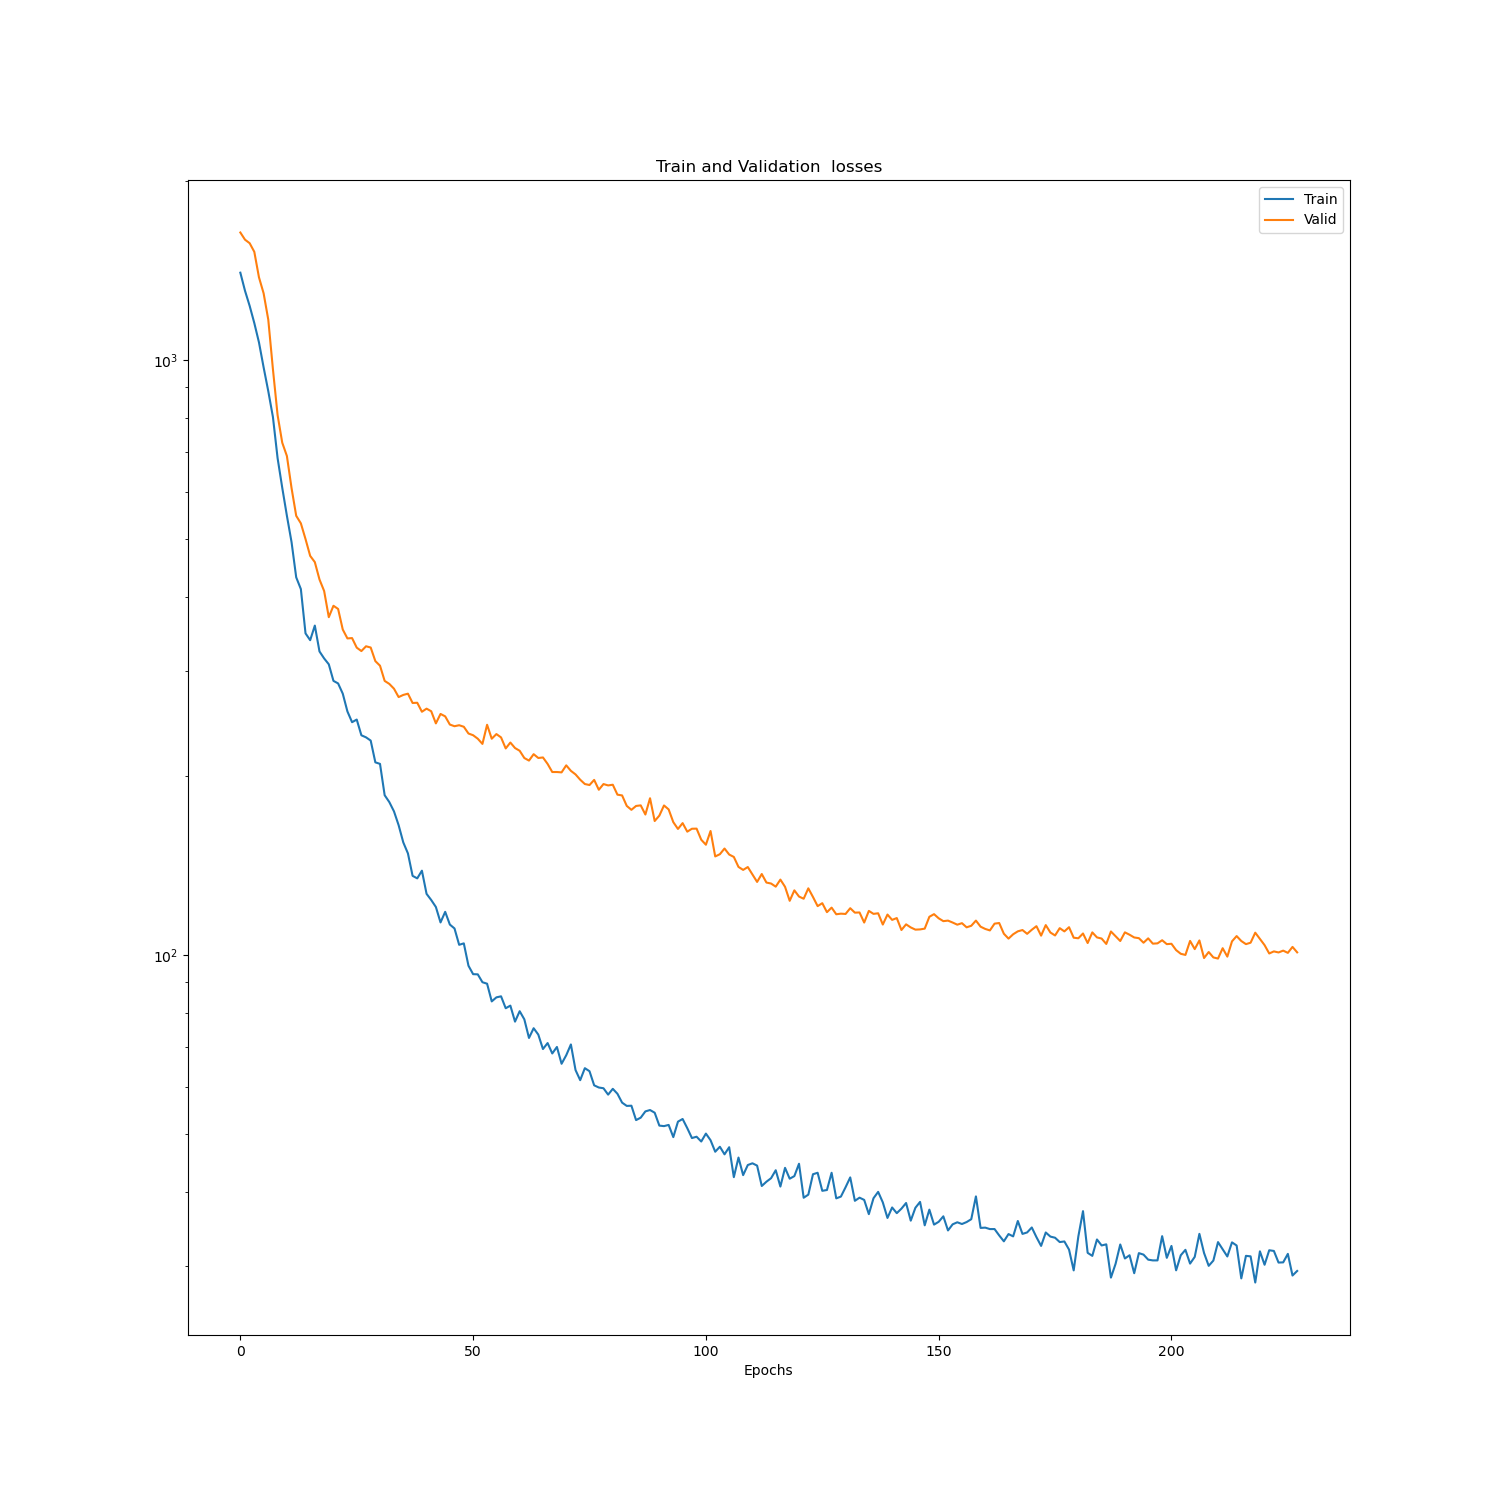 Train and Validation  losses
Train
Valid
10³
10²
0 50 100 150 200
Epochs